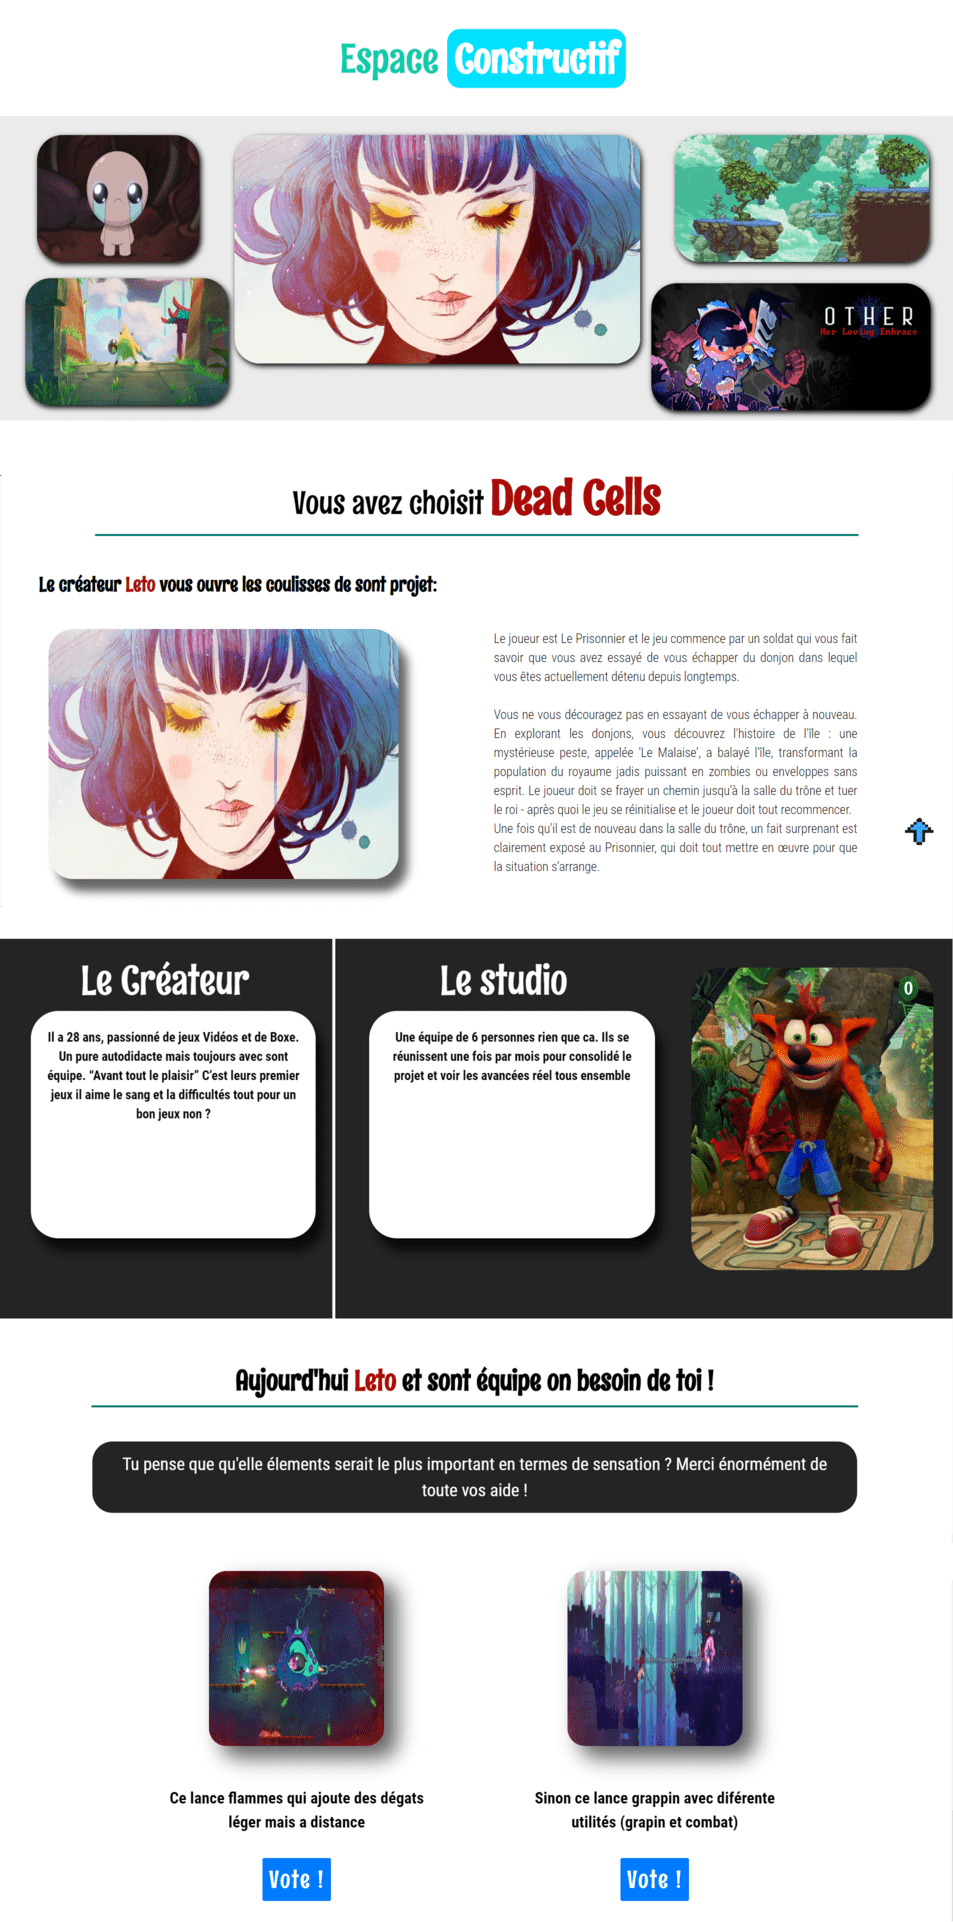 Espace Constructif
OTHER
Her Loving Embrace
Vous avez choisit Dead Cells
Le créateur Leto vous ouvre les coulisses de sont projet:
Le joueur est Le Prisonnier et le jeu commence par un soldat qui vous fait
savoir que vous avez essayé de vous échapper du donjon dans lequel
vous êtes actuellement détenu depuis longtemps.
Vous ne vous découragez pas en essayant de vous échapper à nouveau.
En explorant les donjons, vous découvrez l'histoire de l'île : une
mystérieuse peste, appelée 'Le Malaise', a balayé l'île, transformant la
population du royaume jadis puissant en zombies ou enveloppes sans
esprit. Le joueur doit se frayer un chemin jusqu'à la salle du trône et tuer
le roi - après quoi le jeu se réinitialise et le joueur doit tout recommencer.
Une fois qu'il est de nouveau dans la salle du trône, un fait surprenant est
clairement exposé au Prisonnier, qui doit tout mettre en œuvre pour que
la situation s'arrange.
Le Créateur
Il a 28 ans, passionné de jeux Vidéos et de Boxe.
Un pure autodidacte mais toujours avec sont
équipe. “Avant tout le plaisir” C’est leurs premier
jeux il aime le sang et la difficultés tout pour un
bon jeux non ?
Le studio
Une équipe de 6 personnes rien que ca. Ils se
réunissent une fois par mois pour consolidé le
projet et voir les avancées réel tous ensemble
0
Aujourd'hui Leto et sont équipe on besoin de toi !
Tu pense que qu'elle élements serait le plus important en termes de sensation ? Merci énormément de
toute vos aide !
Ce lance flammes qui ajoute des dégats
léger mais a distance
Vote !
Sinon ce lance grappin avec diférente
utilités (grapin et combat)
Vote !